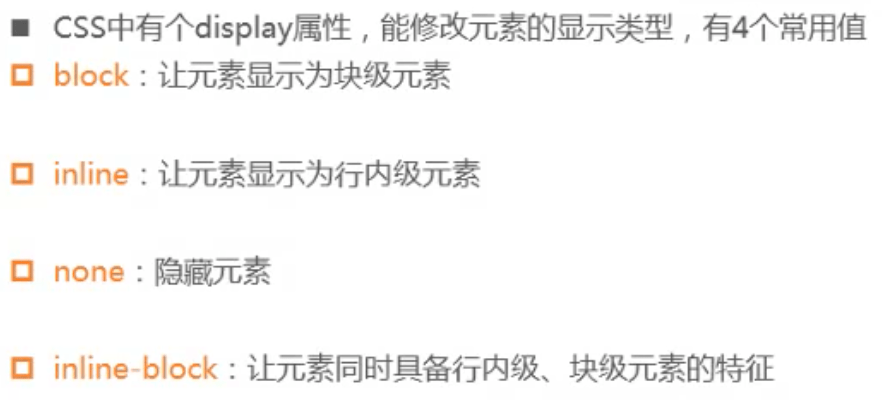 CSS中有个display属性，能修改元素的显示类型，有4个常用值
block：让元素显示为块级元素
inline：让元素显示为行内级元素
none：隐藏元素
inline-block：让元素同时具备行内级、块级元素的特征